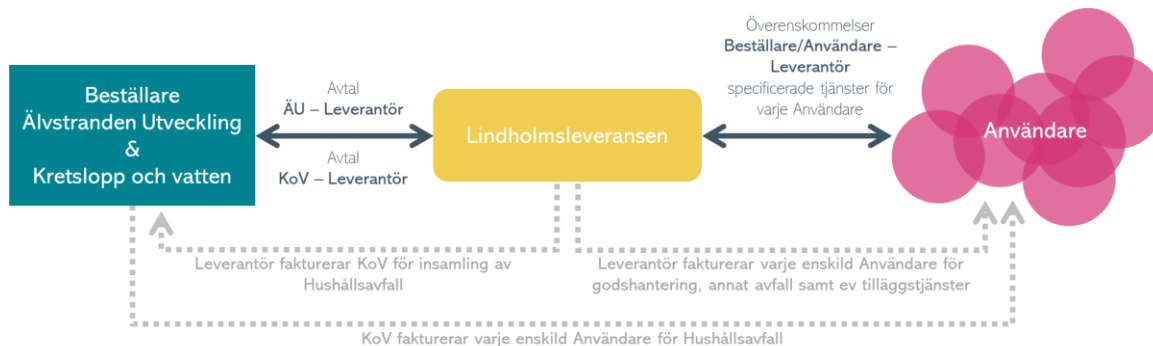 Beställare
Älvstranden Utveckling
&
Kretslopp och vatten
Avtal
ÄU – Leverantör
Avtal
KoV – Leverantör
Lindholmsleveransen
Överenskommelser
Beställare/Användare –
Leverantör
specificerade tjänster för
varje Användare
Användare
Leverantör fakturerar KoV för insamling av
Hushållsavfall
Leverantör fakturerar varje enskild Användare för
godshantering, annat avfall samt ev tilläggstjänster
KoV fakturerar varje enskild Användare för Hushållsavfall